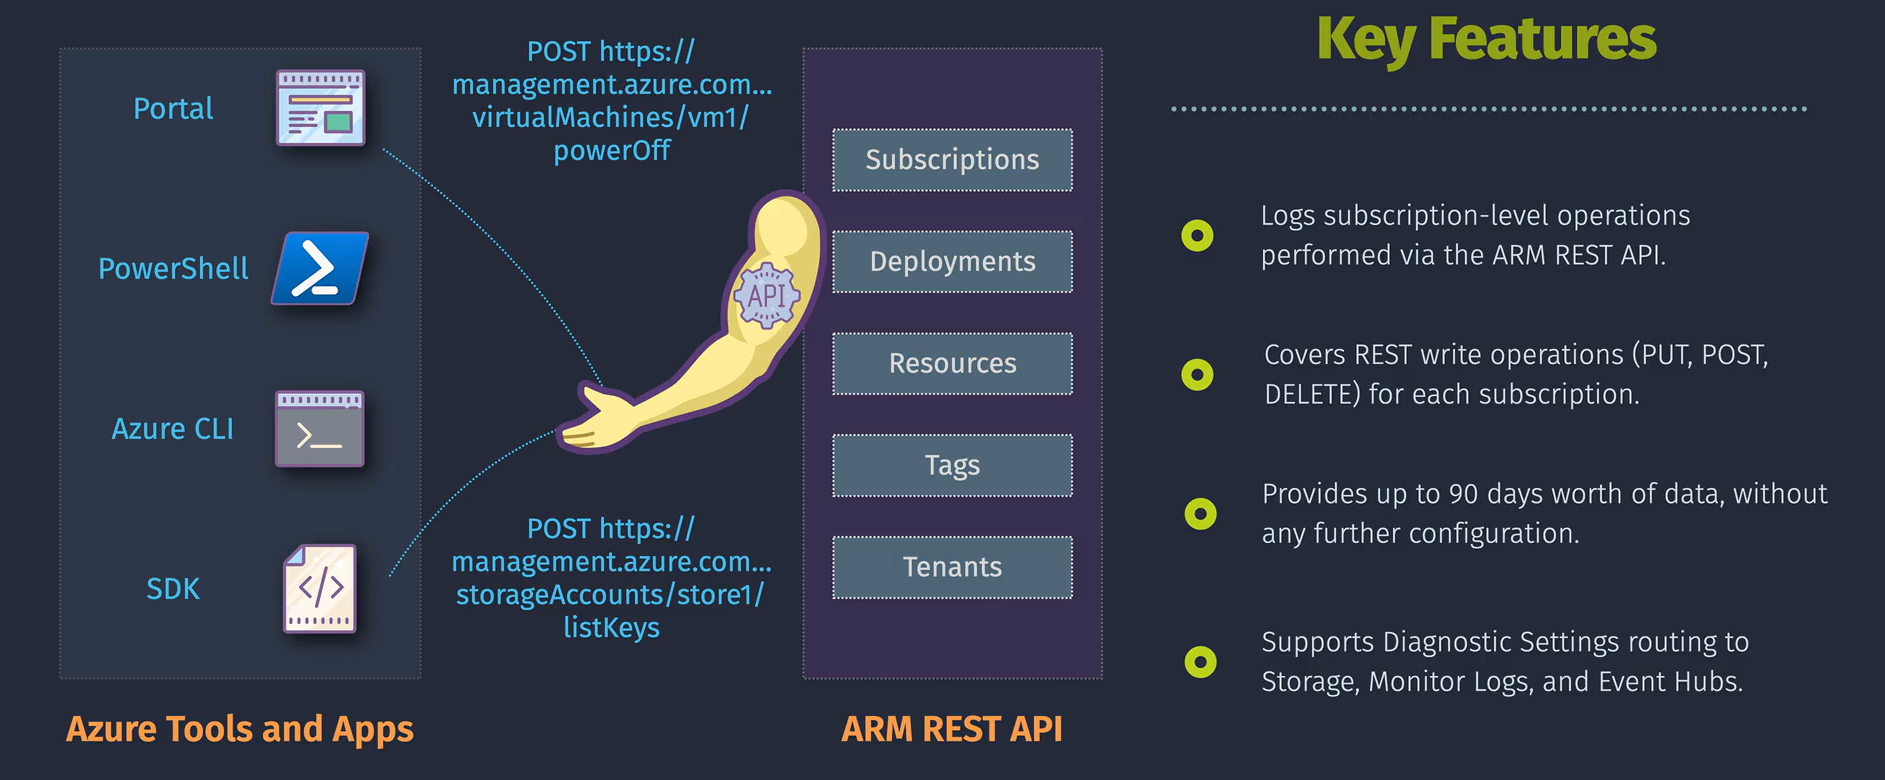 Portal
PowerShell
Azure CLI
SDK
Azure Tools and Apps
POST https://
management.azure.com...
virtualMachines/vm1/
powerOff
API
POST https://
management.azure.com...
storageAccounts/store1/
listKeys
Subscriptions
Deployments
Resources
Tags
Tenants
ARM REST API
Key Features
Logs subscription-level operations
performed via the ARM REST API.
Covers REST write operations (PUT, POST,
DELETE) for each subscription.
Provides up to 90 days worth of data, without
any further configuration.
Supports Diagnostic Settings routing to
Storage, Monitor Logs, and Event Hubs.